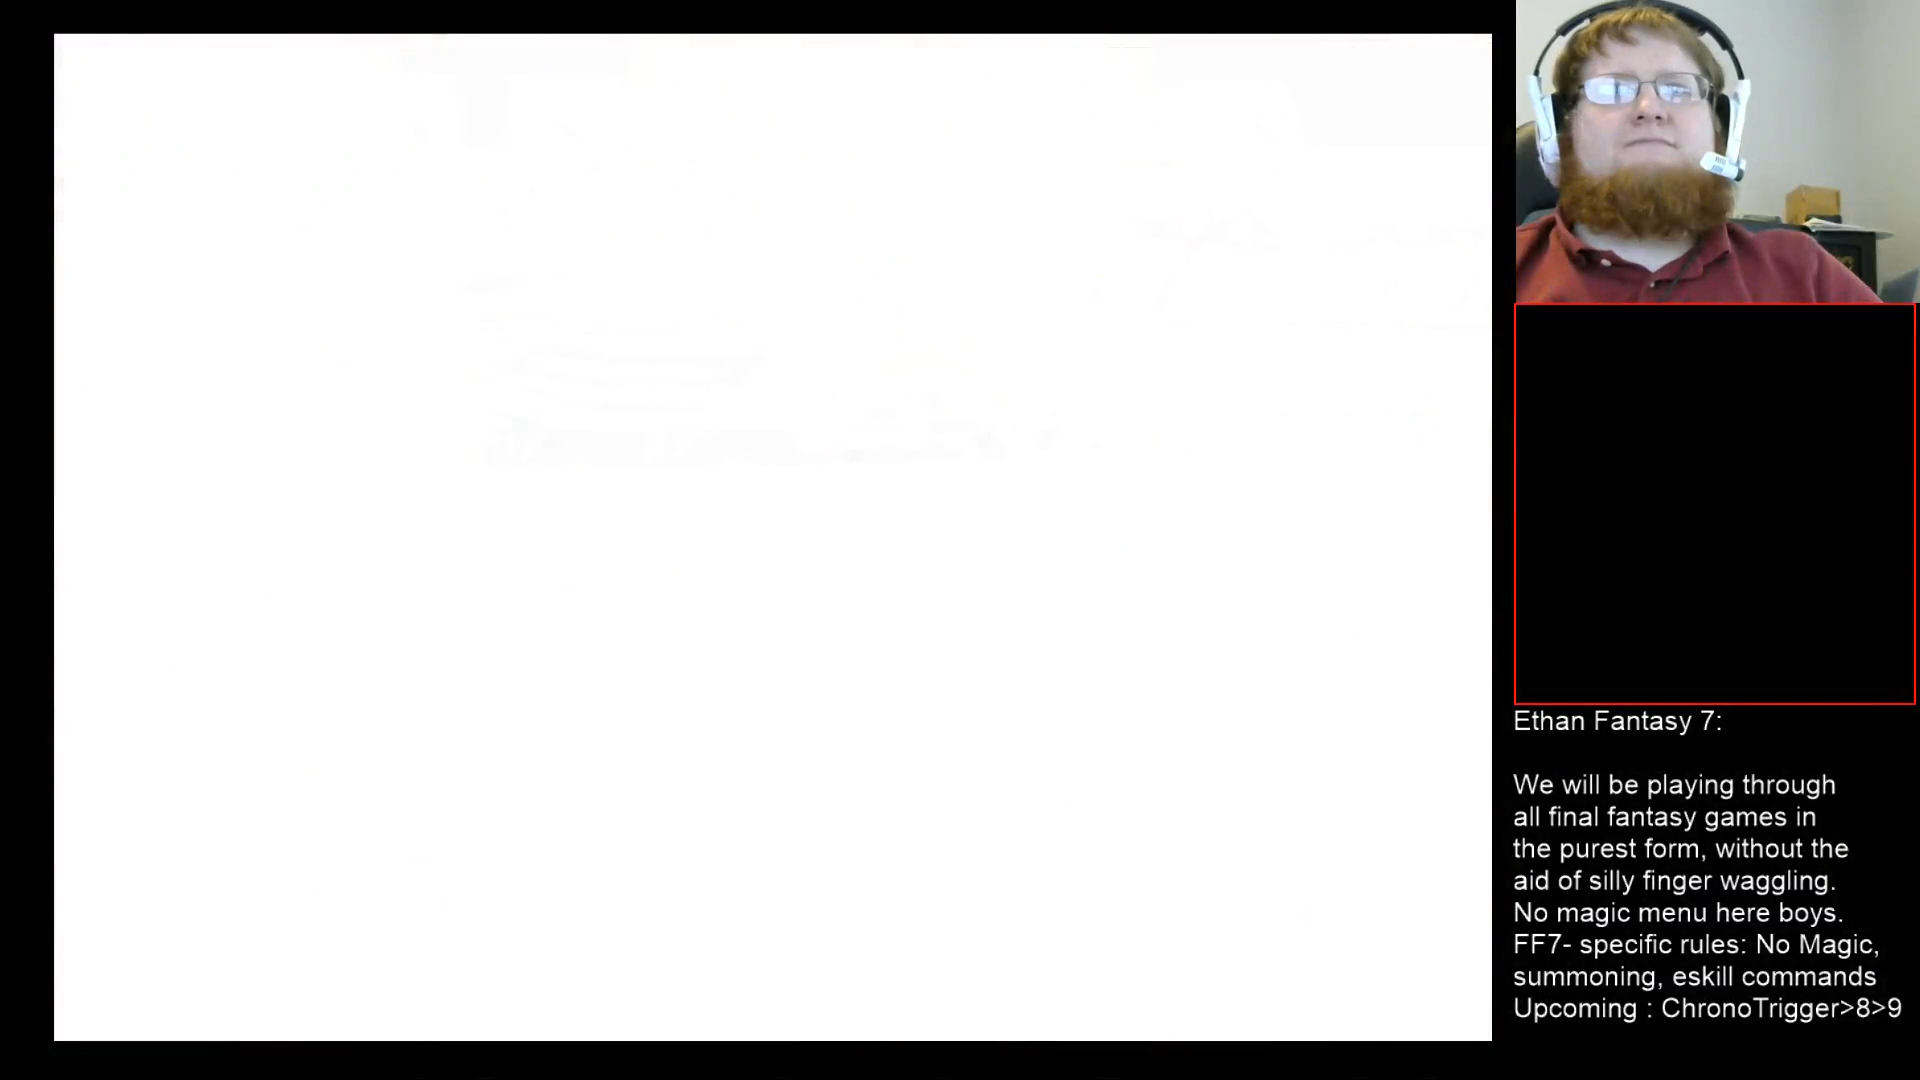 Ethan Fantasy 7:
We will be playing through
all final fantasy games in
the purest form, without the
aid of silly finger waggling.
No magic menu here boys.
FF7- specific rules: No Magic,
summoning, eskill commands
Upcoming : ChronoTrigger>8>9